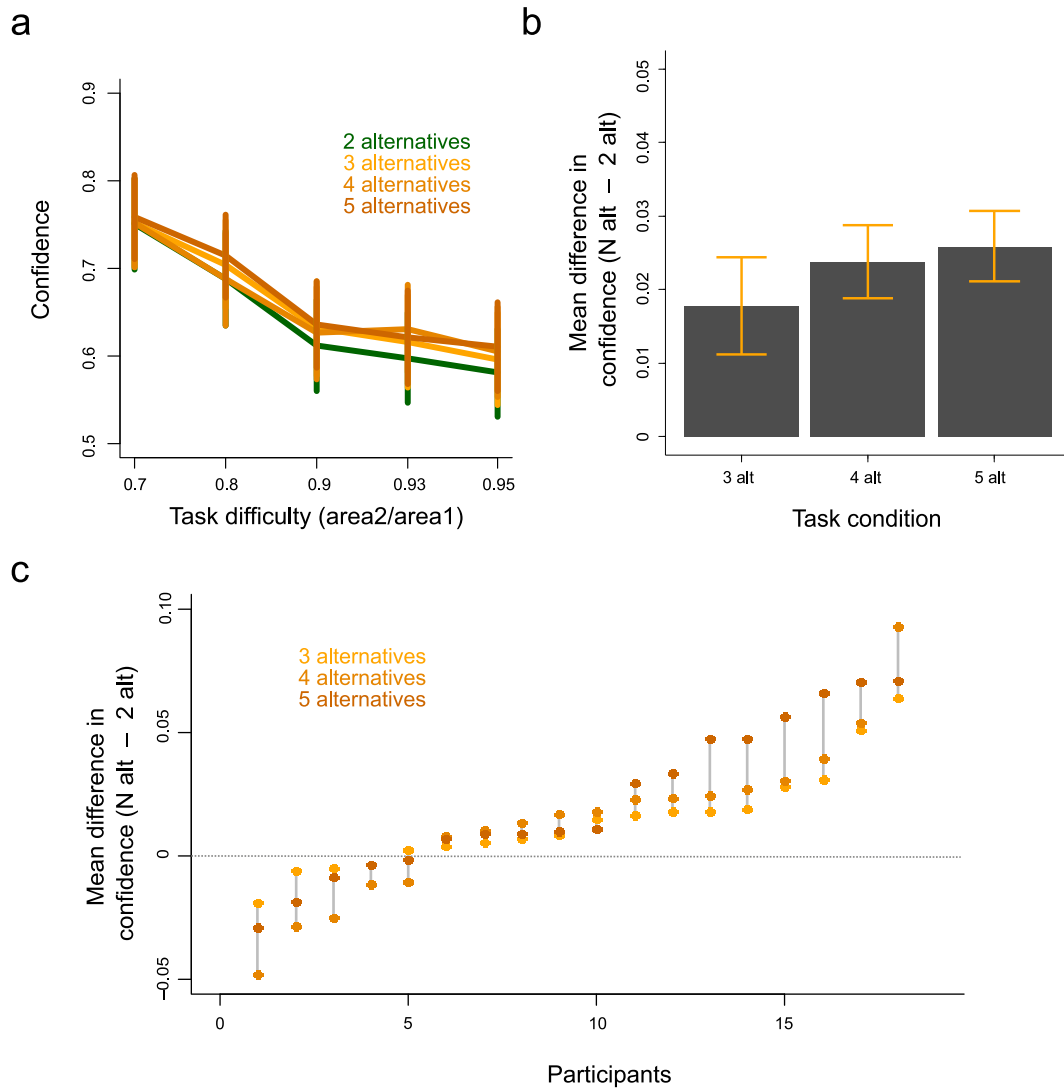 a
0.9
0.8
0.7
0.6
0.5
Confidence
2 alternatives
3 alternatives
4 alternatives
5 alternatives
0.7 0.8 0.9 0.93 0.95
Task difficulty (area2/area1)
b
0.05
0.04
0.03
0.02
0.01
0
Mean difference in
confidence (N alt − 2 alt)
3 alt 4 alt 5 alt
Task condition
c
0.10
0.05
0
−0.05
Mean difference in
confidence (N alt − 2 alt)
3 alternatives
4 alternatives
5 alternatives
0 5 10 15
Participants